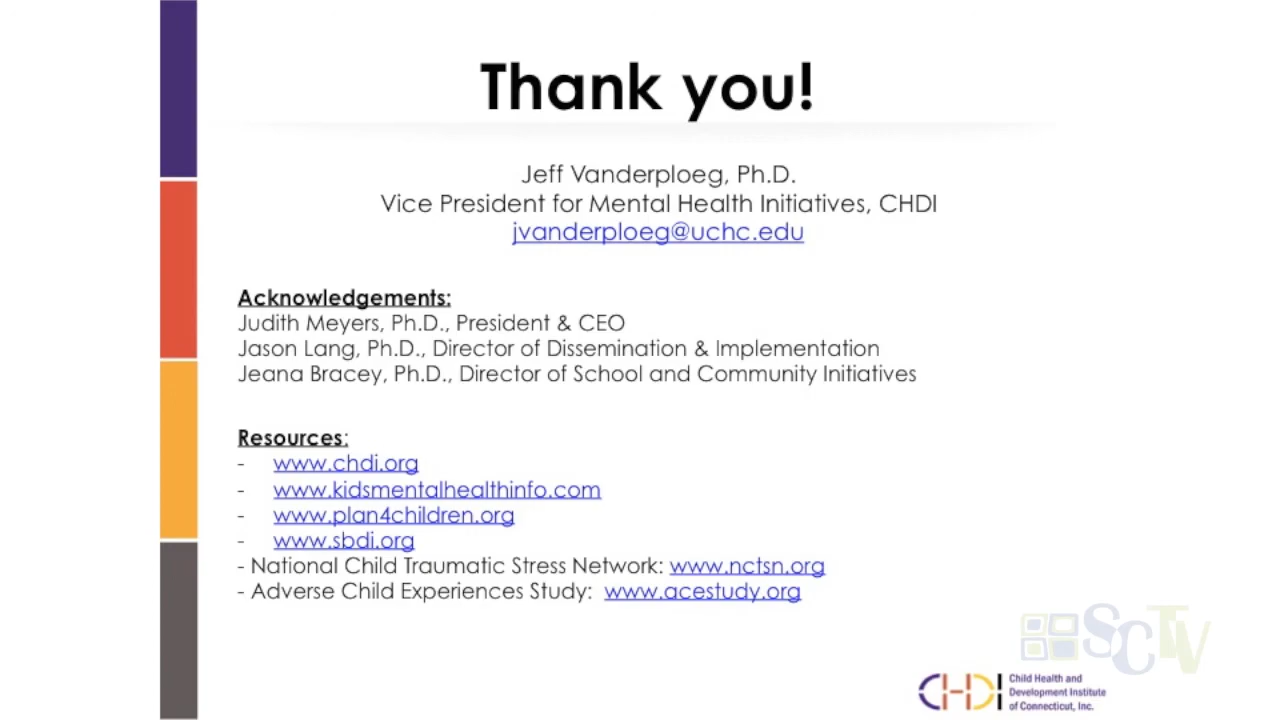 Thank you!
Jeff Vanderploeg, Ph.D.
Vice President for Mental Health Initiatives, CHDI
jvanderploeg@uchc.edu
Acknowledgements:
Judith Meyers, Ph.D., President & CEO
Jason Lang, Ph.D., Director of Dissemination & Implementation
Jeana Bracey, Ph.D., Director of School and Community Initiatives
Resources:
- www.chdi.org
- www.kidsmentalhealthinfo.com
- www.plan4children.org
- www.sbdi.org
- National Child Traumatic Stress Network: www.nctsn.org
- Adverse Child Experiences Study:  www.acestudy.org
SCTV
CHDI
Child Health and
Development Institute
of Connecticut, Inc.